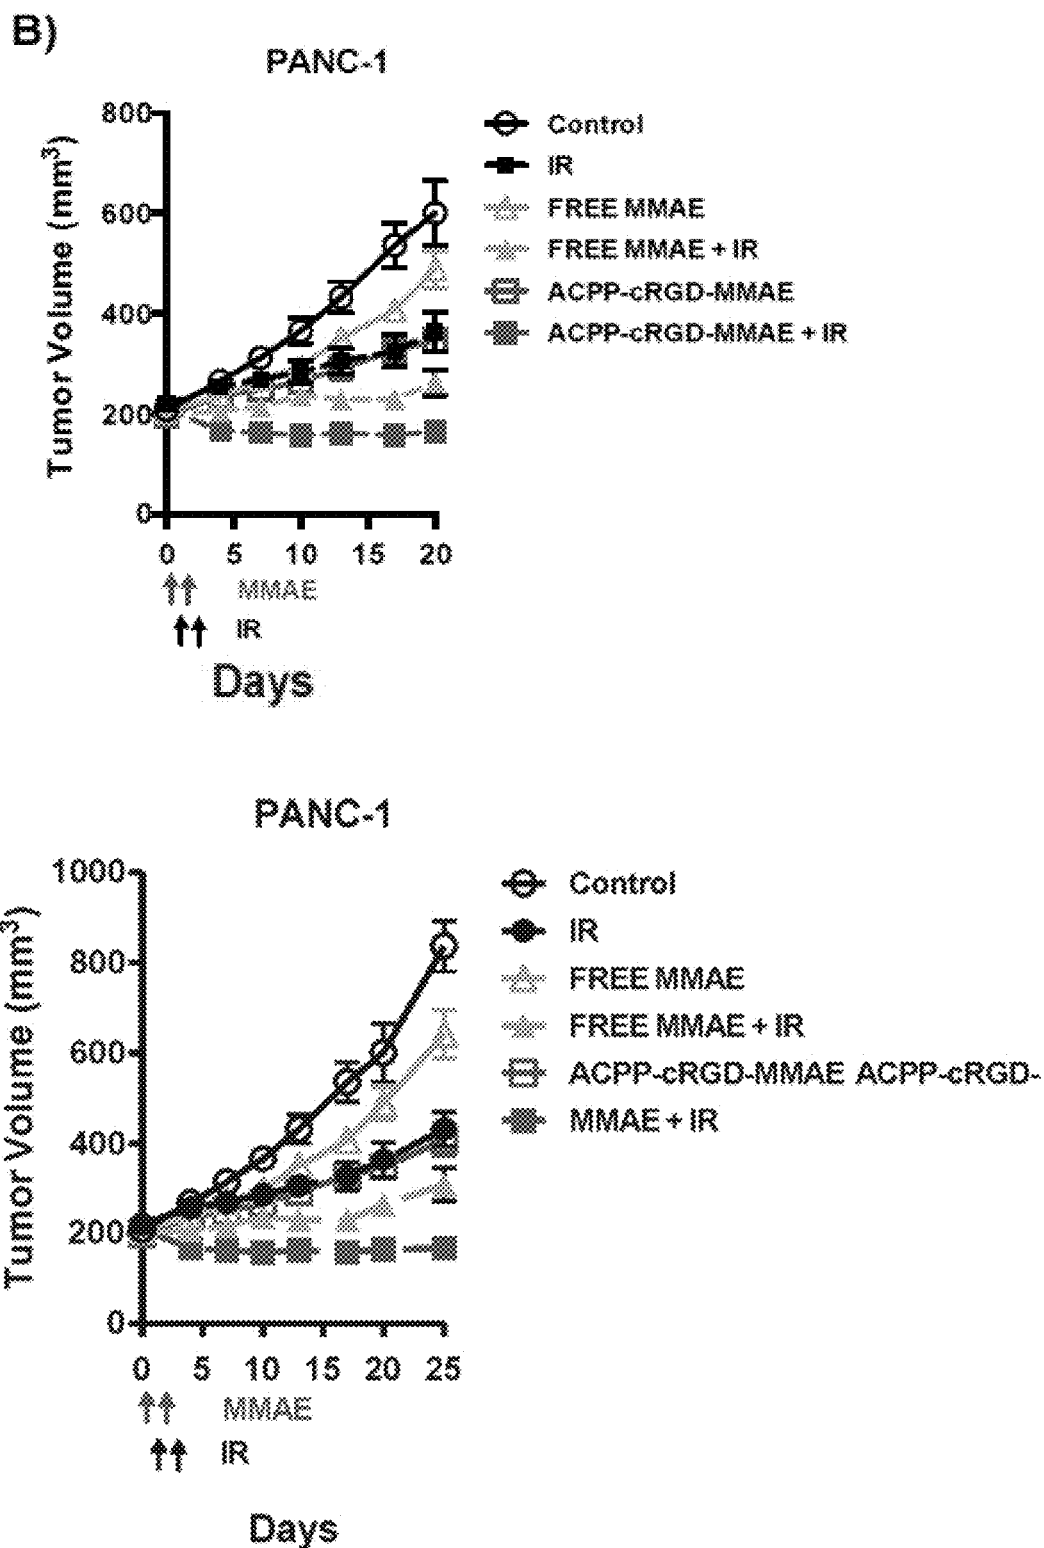 B)
PANC-1
Tumor Volume (mm³)
800
600
400
200
0
0 5 10 15 20
Control
IR
FREE MMAE
FREE MMAE + IR
ACPP-cRGD-MMAE
ACPP-cRGD-MMAE + IR
MMAE
IR
Days
PANC-1
Tumor Volume (mm³)
1000
800
600
400
200
0
0 5 10 15 20 25
Control
IR
FREE MMAE
FREE MMAE + IR
ACPP-cRGD-MMAE ACPP-cRGD-
MMAE + IR
MMAE
IR
Days